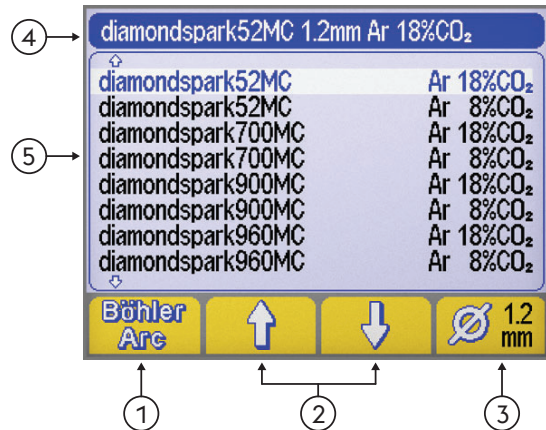 4
diamondspark52MC 1.2mm Ar 18%CO₂
5
diamondspark52MC Ar 18%CO₂
diamondspark52MC Ar 8%CO₂
diamondspark700MC Ar 18%CO₂
diamondspark700MC Ar 8%CO₂
diamondspark900MC Ar 18%CO₂
diamondspark900MC Ar 8%CO₂
diamondspark960MC Ar 18%CO₂
diamondspark960MC Ar 8%CO₂
Böhler
Arc
1.2
mm
1 2 3